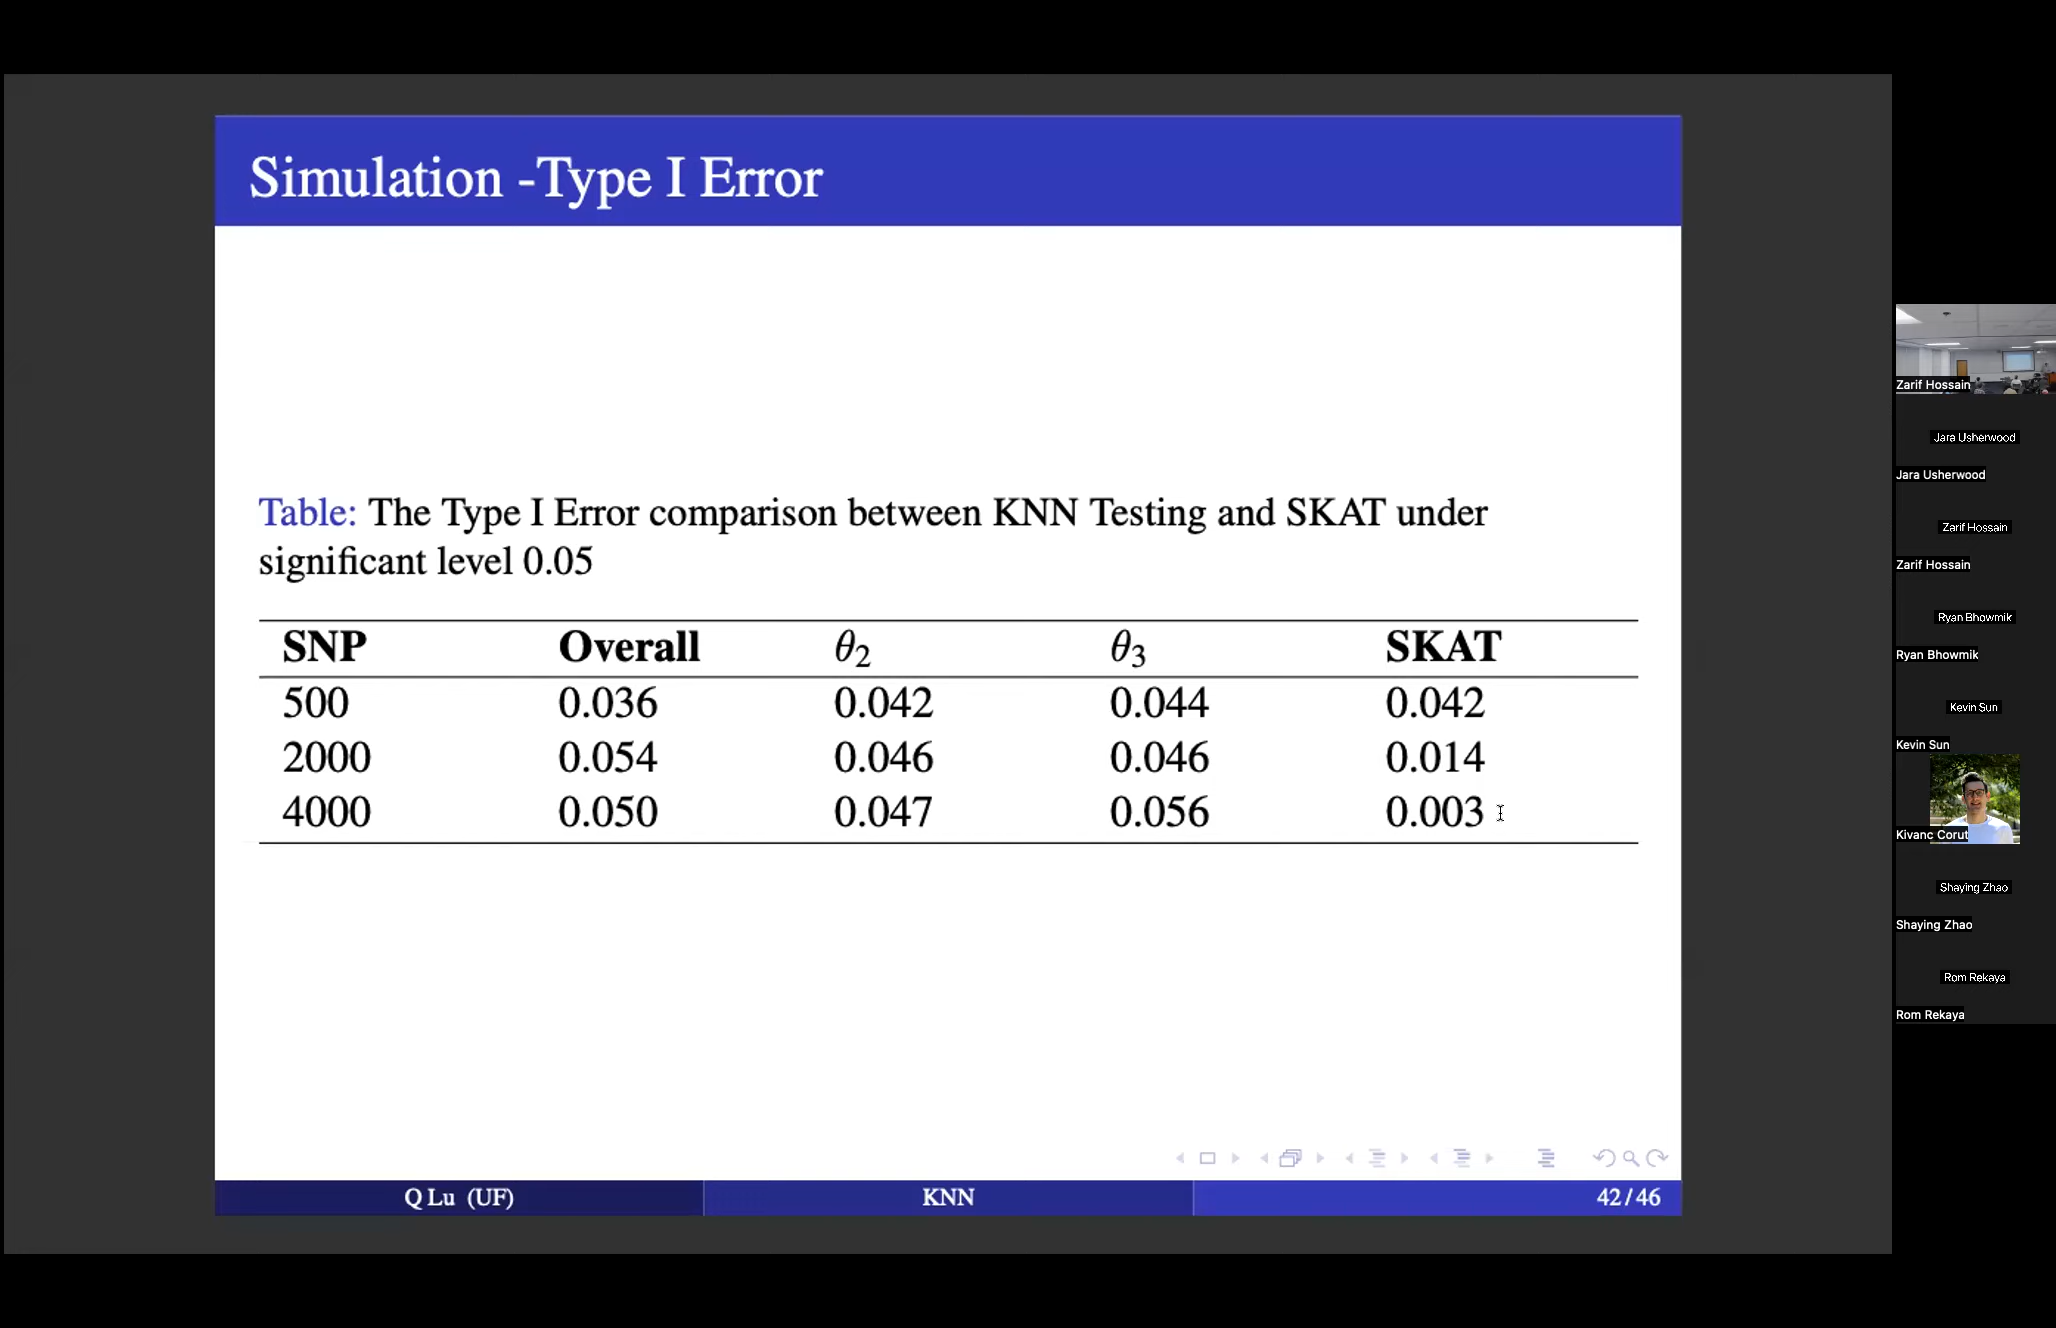 Simulation -Type I Error
Table: The Type I Error comparison between KNN Testing and SKAT under
significant level 0.05
SNP Overall θ₂ θ₃ SKAT
500 0.036 0.042 0.044 0.042
2000 0.054 0.046 0.046 0.014
4000 0.050 0.047 0.056 0.003
Q Lu (UF) KNN 42 / 46
Zarif Hossain
Jara Usherwood
Jara Usherwood
Zarif Hossain
Zarif Hossain
Ryan Bhowmik
Ryan Bhowmik
Kevin Sun
Kevin Sun
Kivanc Corut
Shaying Zhao
Shaying Zhao
Rom Rekaya
Rom Rekaya